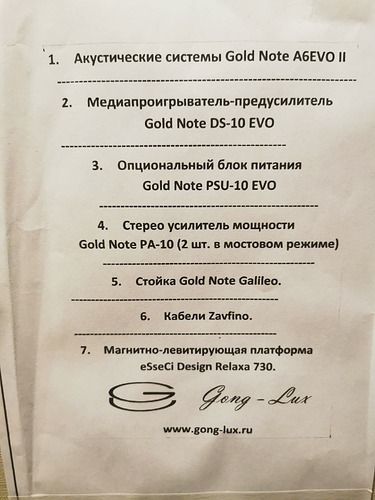 1. Акустические системы Gold Note A6EVO II
--------------------------------------------------------------------
2. Медиапроигрыватель-предусилитель
Gold Note DS-10 EVO
----------------------------------------------------
3. Опциональный блок питания
Gold Note PSU-10 EVO
----------------------------------------------------
4. Стерео усилитель мощности
Gold Note PA-10 (2 шт. в мостовом режиме)
----------------------------------------------------
5. Стойка Gold Note Galileo.
----------------------------------------------------
6. Кабели Zavfino.
----------------------------------------------------
7. Магнитно-левитирующая платформа
eSseCi Design Relaxa 730.
Gong – Lux
www.gong-lux.ru